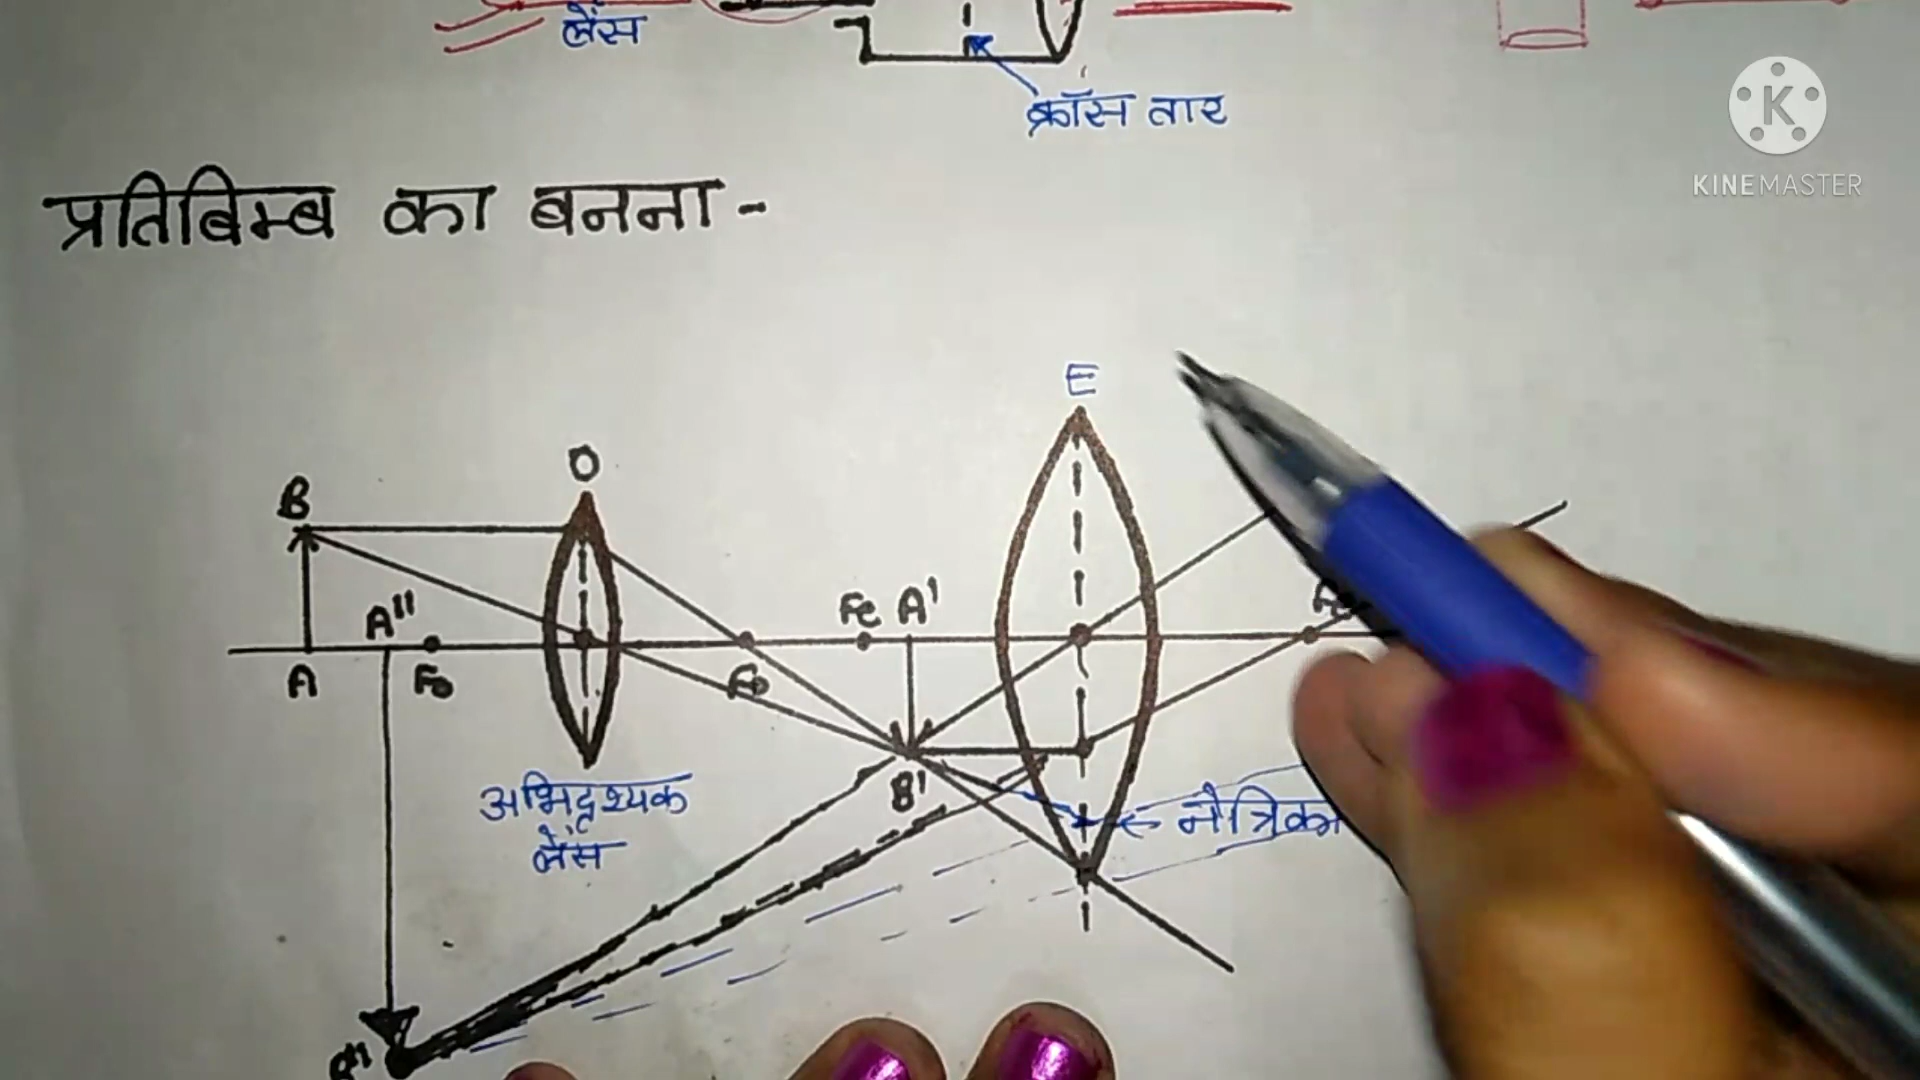 लेंस
क्रॉस तार
K
KINEMASTER
प्रतिबिम्ब का बनना -
E
O
B
A"
Fe A'
A
Fo
Fo
B'
अभिदृश्यक
लेंस
नेत्रिका
B"